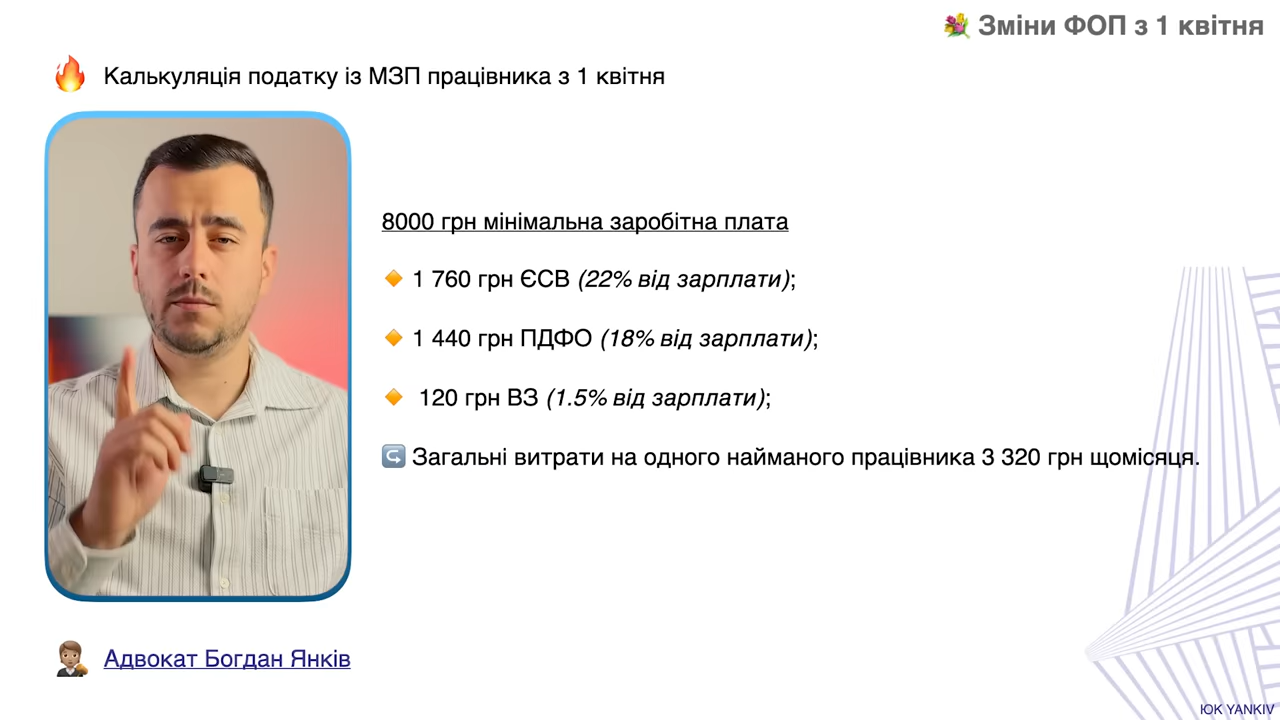 💐 Зміни ФОП з 1 квітня
🔥 Калькуляція податку із МЗП працівника з 1 квітня
8000 грн мінімальна заробітна плата
🔸 1 760 грн ЄСВ (22% від зарплати);
🔸 1 440 грн ПДФО (18% від зарплати);
🔸 120 грн ВЗ (1.5% від зарплати);
↪️ Загальні витрати на одного найманого працівника 3 320 грн щомісяця.
Адвокат Богдан Янків
ЮК YANKIV